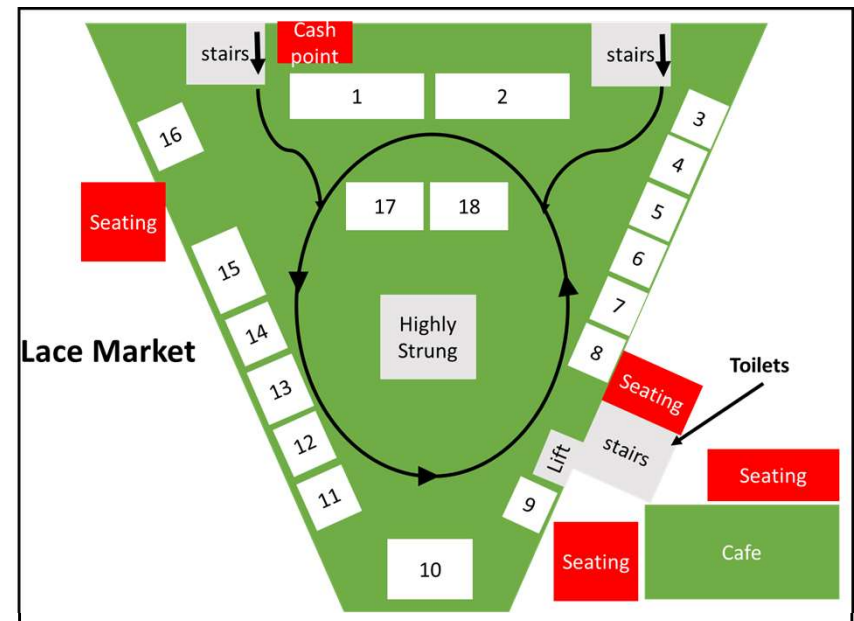 stairs
Cash
point
stairs
1
2
3
16
4
17
18
5
Seating
6
15
7
Highly
Strung
14
Lace Market
8
Toilets
13
Seating
12
stairs
Lift
Seating
11
9
Cafe
10
Seating